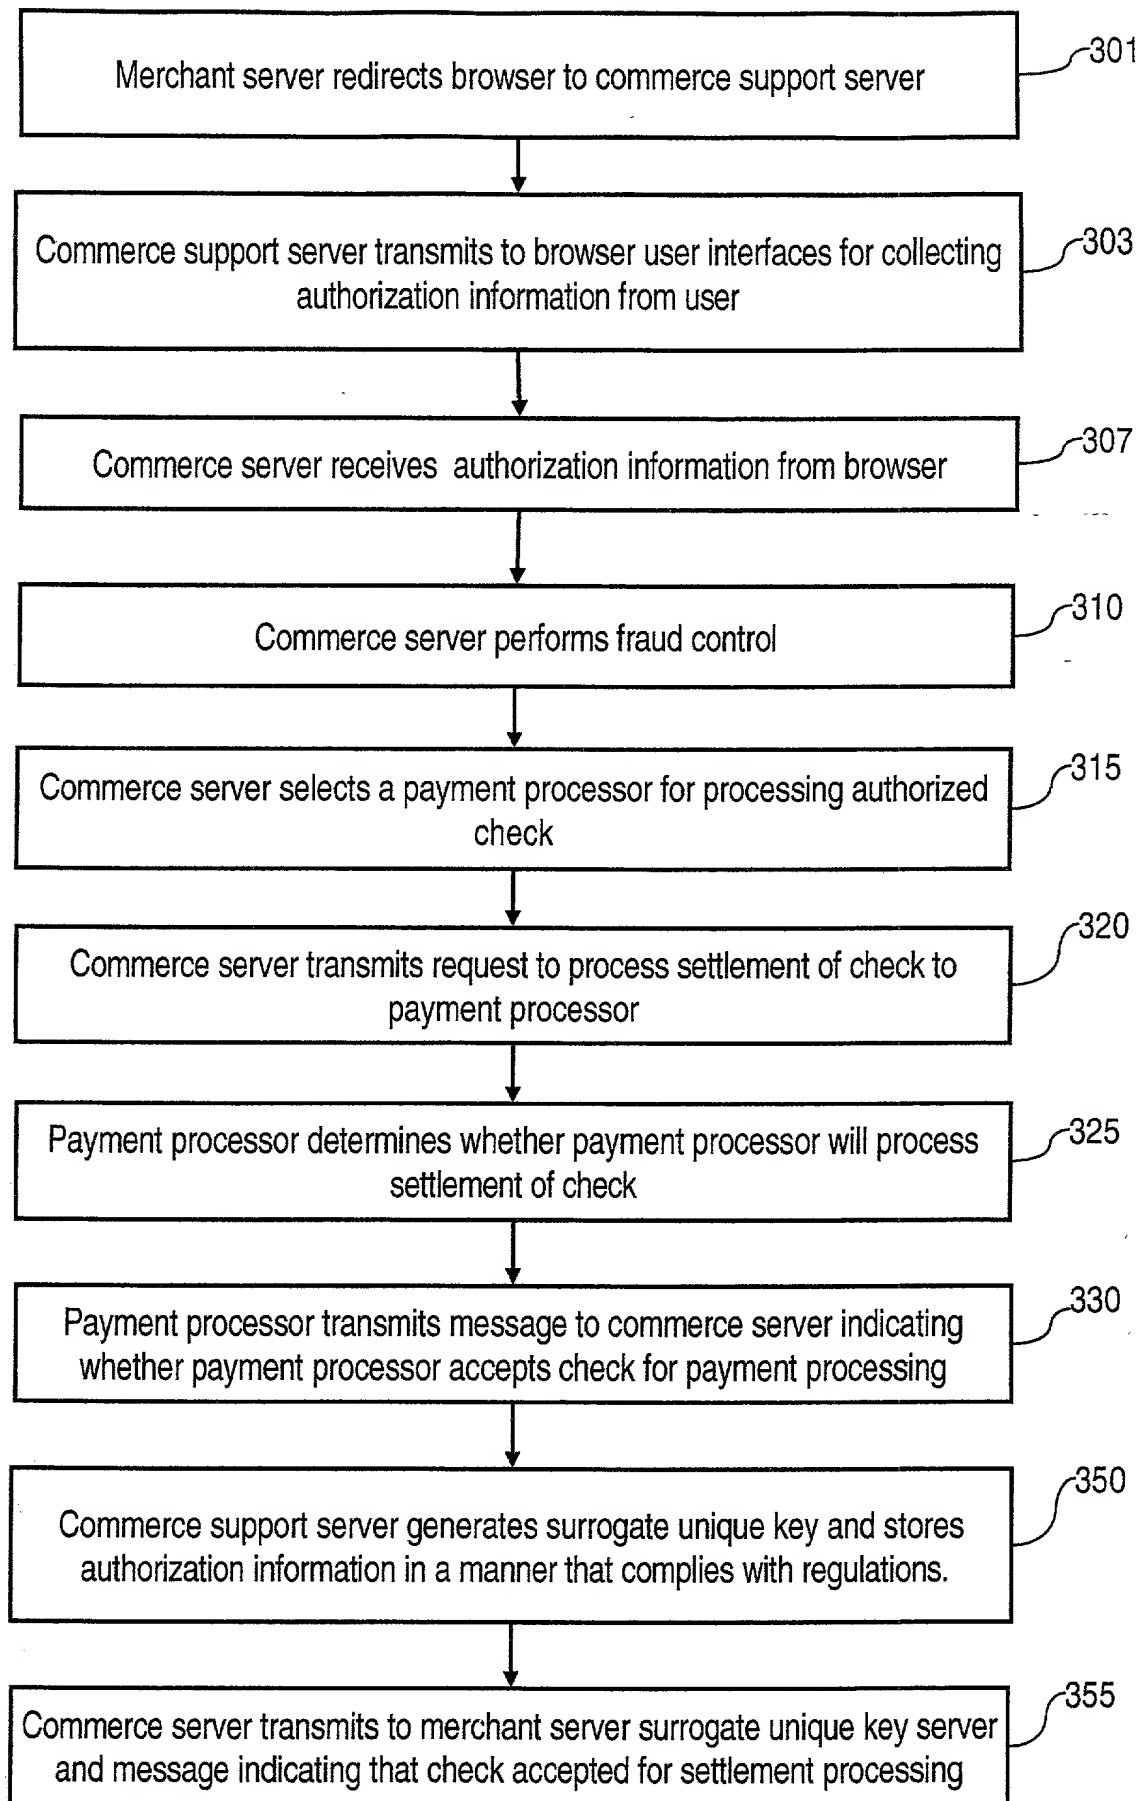 Merchant server redirects browser to commerce support server
301
Commerce support server transmits to browser user interfaces for collecting
authorization information from user
303
Commerce server receives authorization information from browser
307
Commerce server performs fraud control
310
Commerce server selects a payment processor for processing authorized
check
315
Commerce server transmits request to process settlement of check to
payment processor
320
Payment processor determines whether payment processor will process
settlement of check
325
Payment processor transmits message to commerce server indicating
whether payment processor accepts check for payment processing
330
Commerce support server generates surrogate unique key and stores
authorization information in a manner that complies with regulations.
350
Commerce server transmits to merchant server surrogate unique key server
and message indicating that check accepted for settlement processing
355